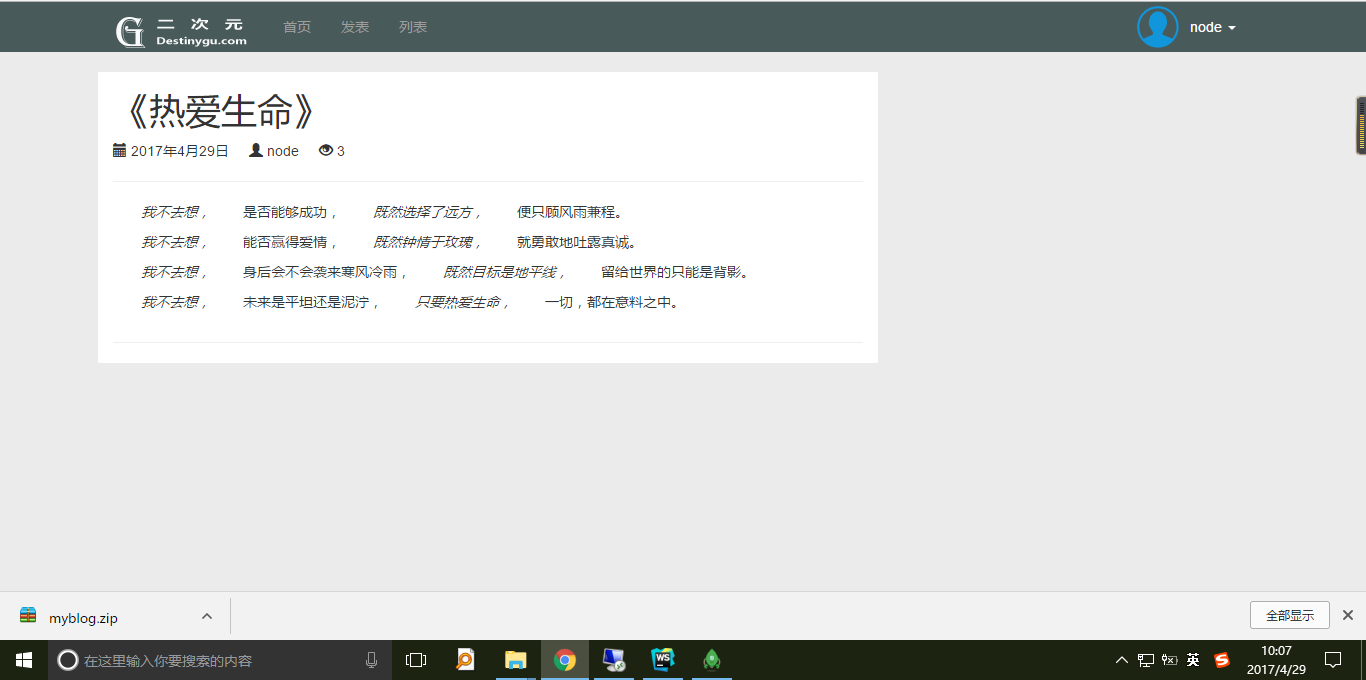 二 次 元
Destinygu.com
首页 发表 列表
node
《热爱生命》
2017年4月29日 node 3
我不去想， 是否能够成功， 既然选择了远方， 便只顾风雨兼程。
我不去想， 能否赢得爱情， 既然钟情于玫瑰， 就勇敢地吐露真诚。
我不去想， 身后会不会袭来寒风冷雨， 既然目标是地平线， 留给世界的只能是背影。
我不去想， 未来是平坦还是泥泞， 只要热爱生命， 一切，都在意料之中。
myblog.zip
全部显示
在这里输入你要搜索的内容
WS
英
10:07
2017/4/29